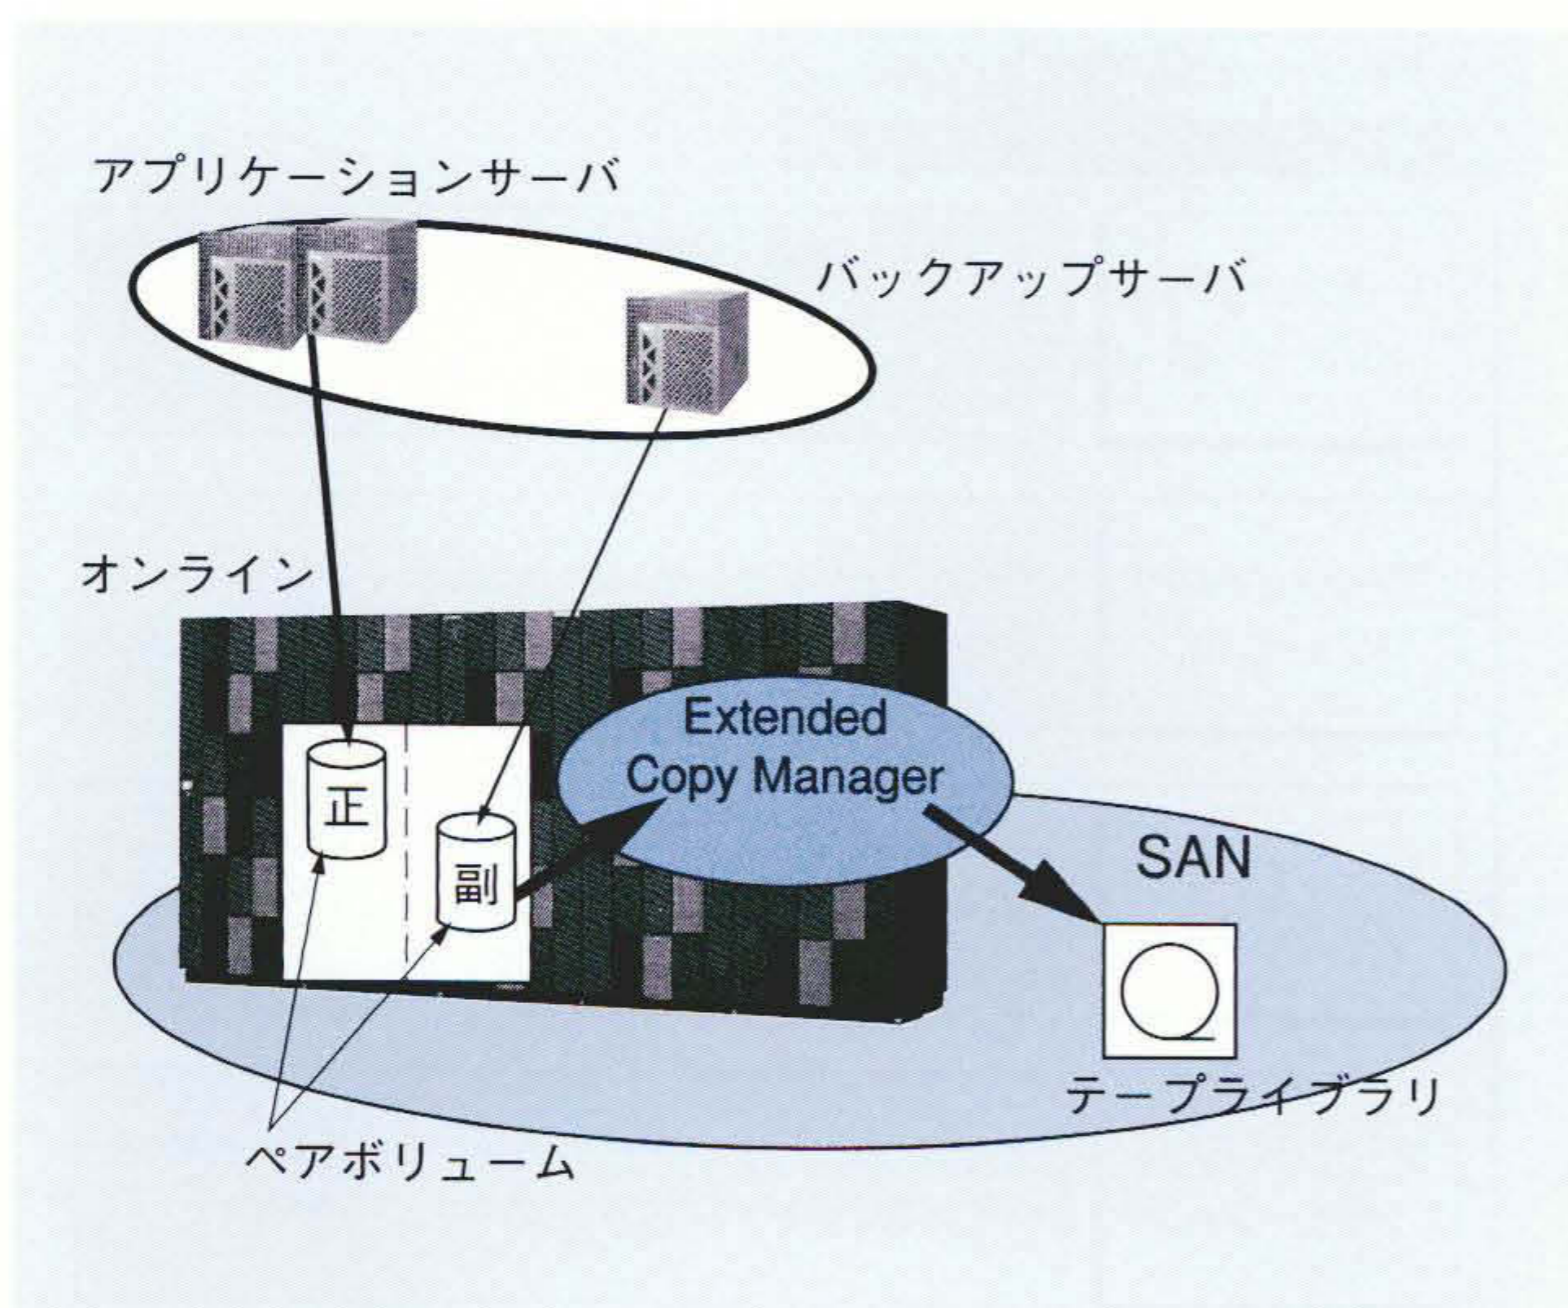 アプリケーションサーバ
バックアップサーバ
オンライン
Extended
Copy Manager
正
副
SAN
テープライブラリ
ペアボリューム